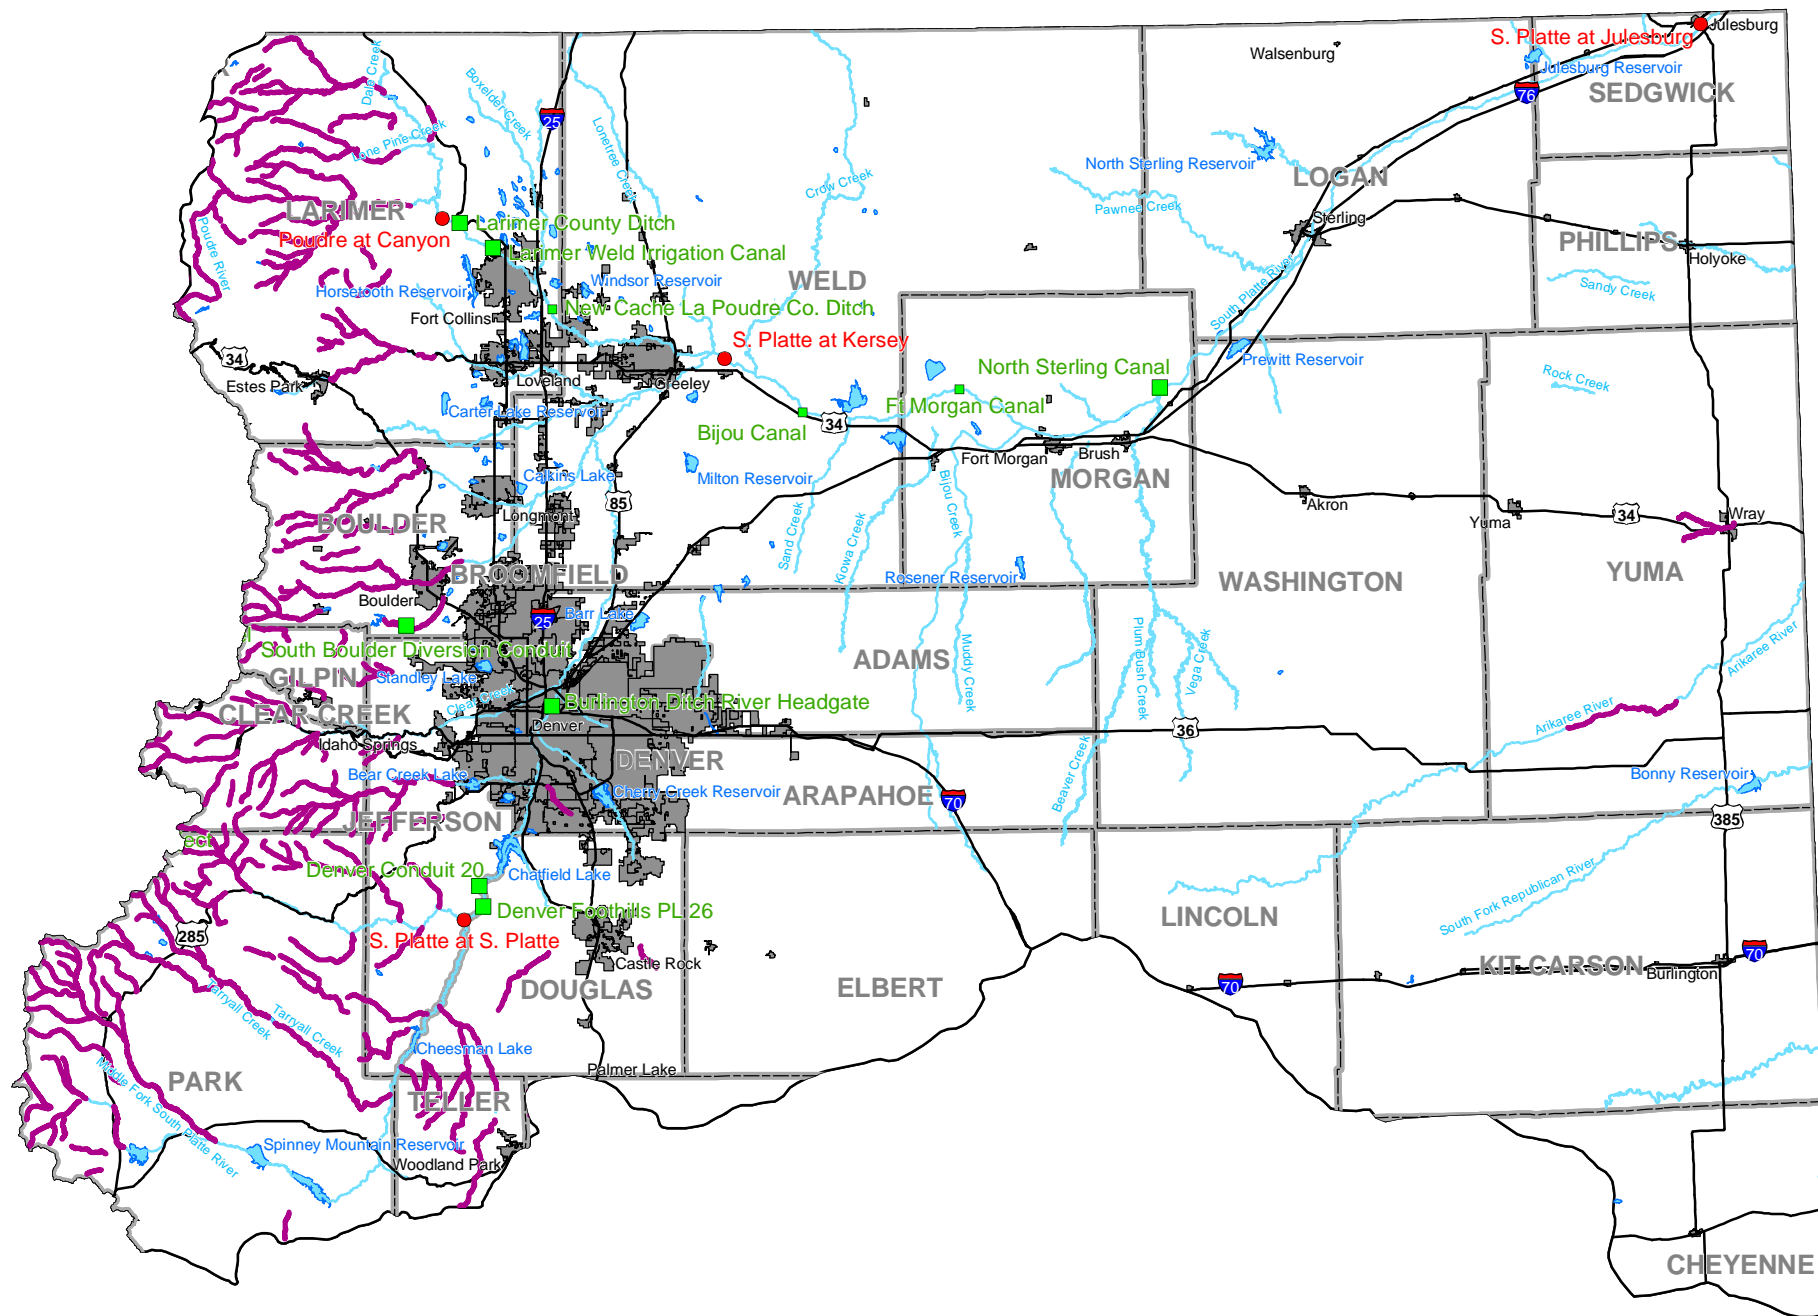 S. Platte at Julesburg
Julesburg
Walsenburg
Julesburg Reservoir
76
SEDGWICK
Dale Creek
Boxelder Creek
25
Lonetree Creek
Lone Pine Creek
North Sterling Reservoir
LOGAN
Crow Creek
Pawnee Creek
LARIMER
Larimer County Ditch
Sterling
Poudre at Canyon
Larimer Weld Irrigation Canal
PHILLIPS
Holyoke
Poudre River
WELD
Windsor Reservoir
Horsetooth Reservoir
Sandy Creek
South Platte River
New Cache La Poudre Co. Ditch
Fort Collins
S. Platte at Kersey
34
Prewitt Reservoir
North Sterling Canal
Rock Creek
Estes Park
Loveland
Greeley
Carter Lake Reservoir
Ft Morgan Canal
34
Bijou Canal
Fort Morgan
Brush
Calkins Lake
Milton Reservoir
MORGAN
85
Bijou Creek
Akron
Yuma
34
Wray
Longmont
BOULDER
Sand Creek
Kiowa Creek
BROOMFIELD
Rosener Reservoir
WASHINGTON
YUMA
Boulder
25
Barr Lake
South Boulder Diversion Conduit
ADAMS
Muddy Creek
Plum Bush Creek
Vega Creek
Arikaree River
GILPIN
Standley Lake
Clear Creek
Burlington Ditch River Headgate
CLEAR CREEK
Denver
36
Arikaree River
Idaho Springs
DENVER
Bear Creek Lake
Cherry Creek Reservoir
ARAPAHOE
70
Beaver Creek
Bonny Reservoir
JEFFERSON
385
ect
Denver Conduit 20
Chatfield Lake
South Fork Republican River
Denver Foothills PL 26
LINCOLN
285
S. Platte at S. Platte
Castle Rock
KIT CARSON
Burlington
70
70
DOUGLAS
ELBERT
Tarryall Creek
Tarryall Creek
Cheesman Lake
Palmer Lake
PARK
Middle Fork South Platte River
TELLER
Spinney Mountain Reservoir
Woodland Park
CHEYENNE